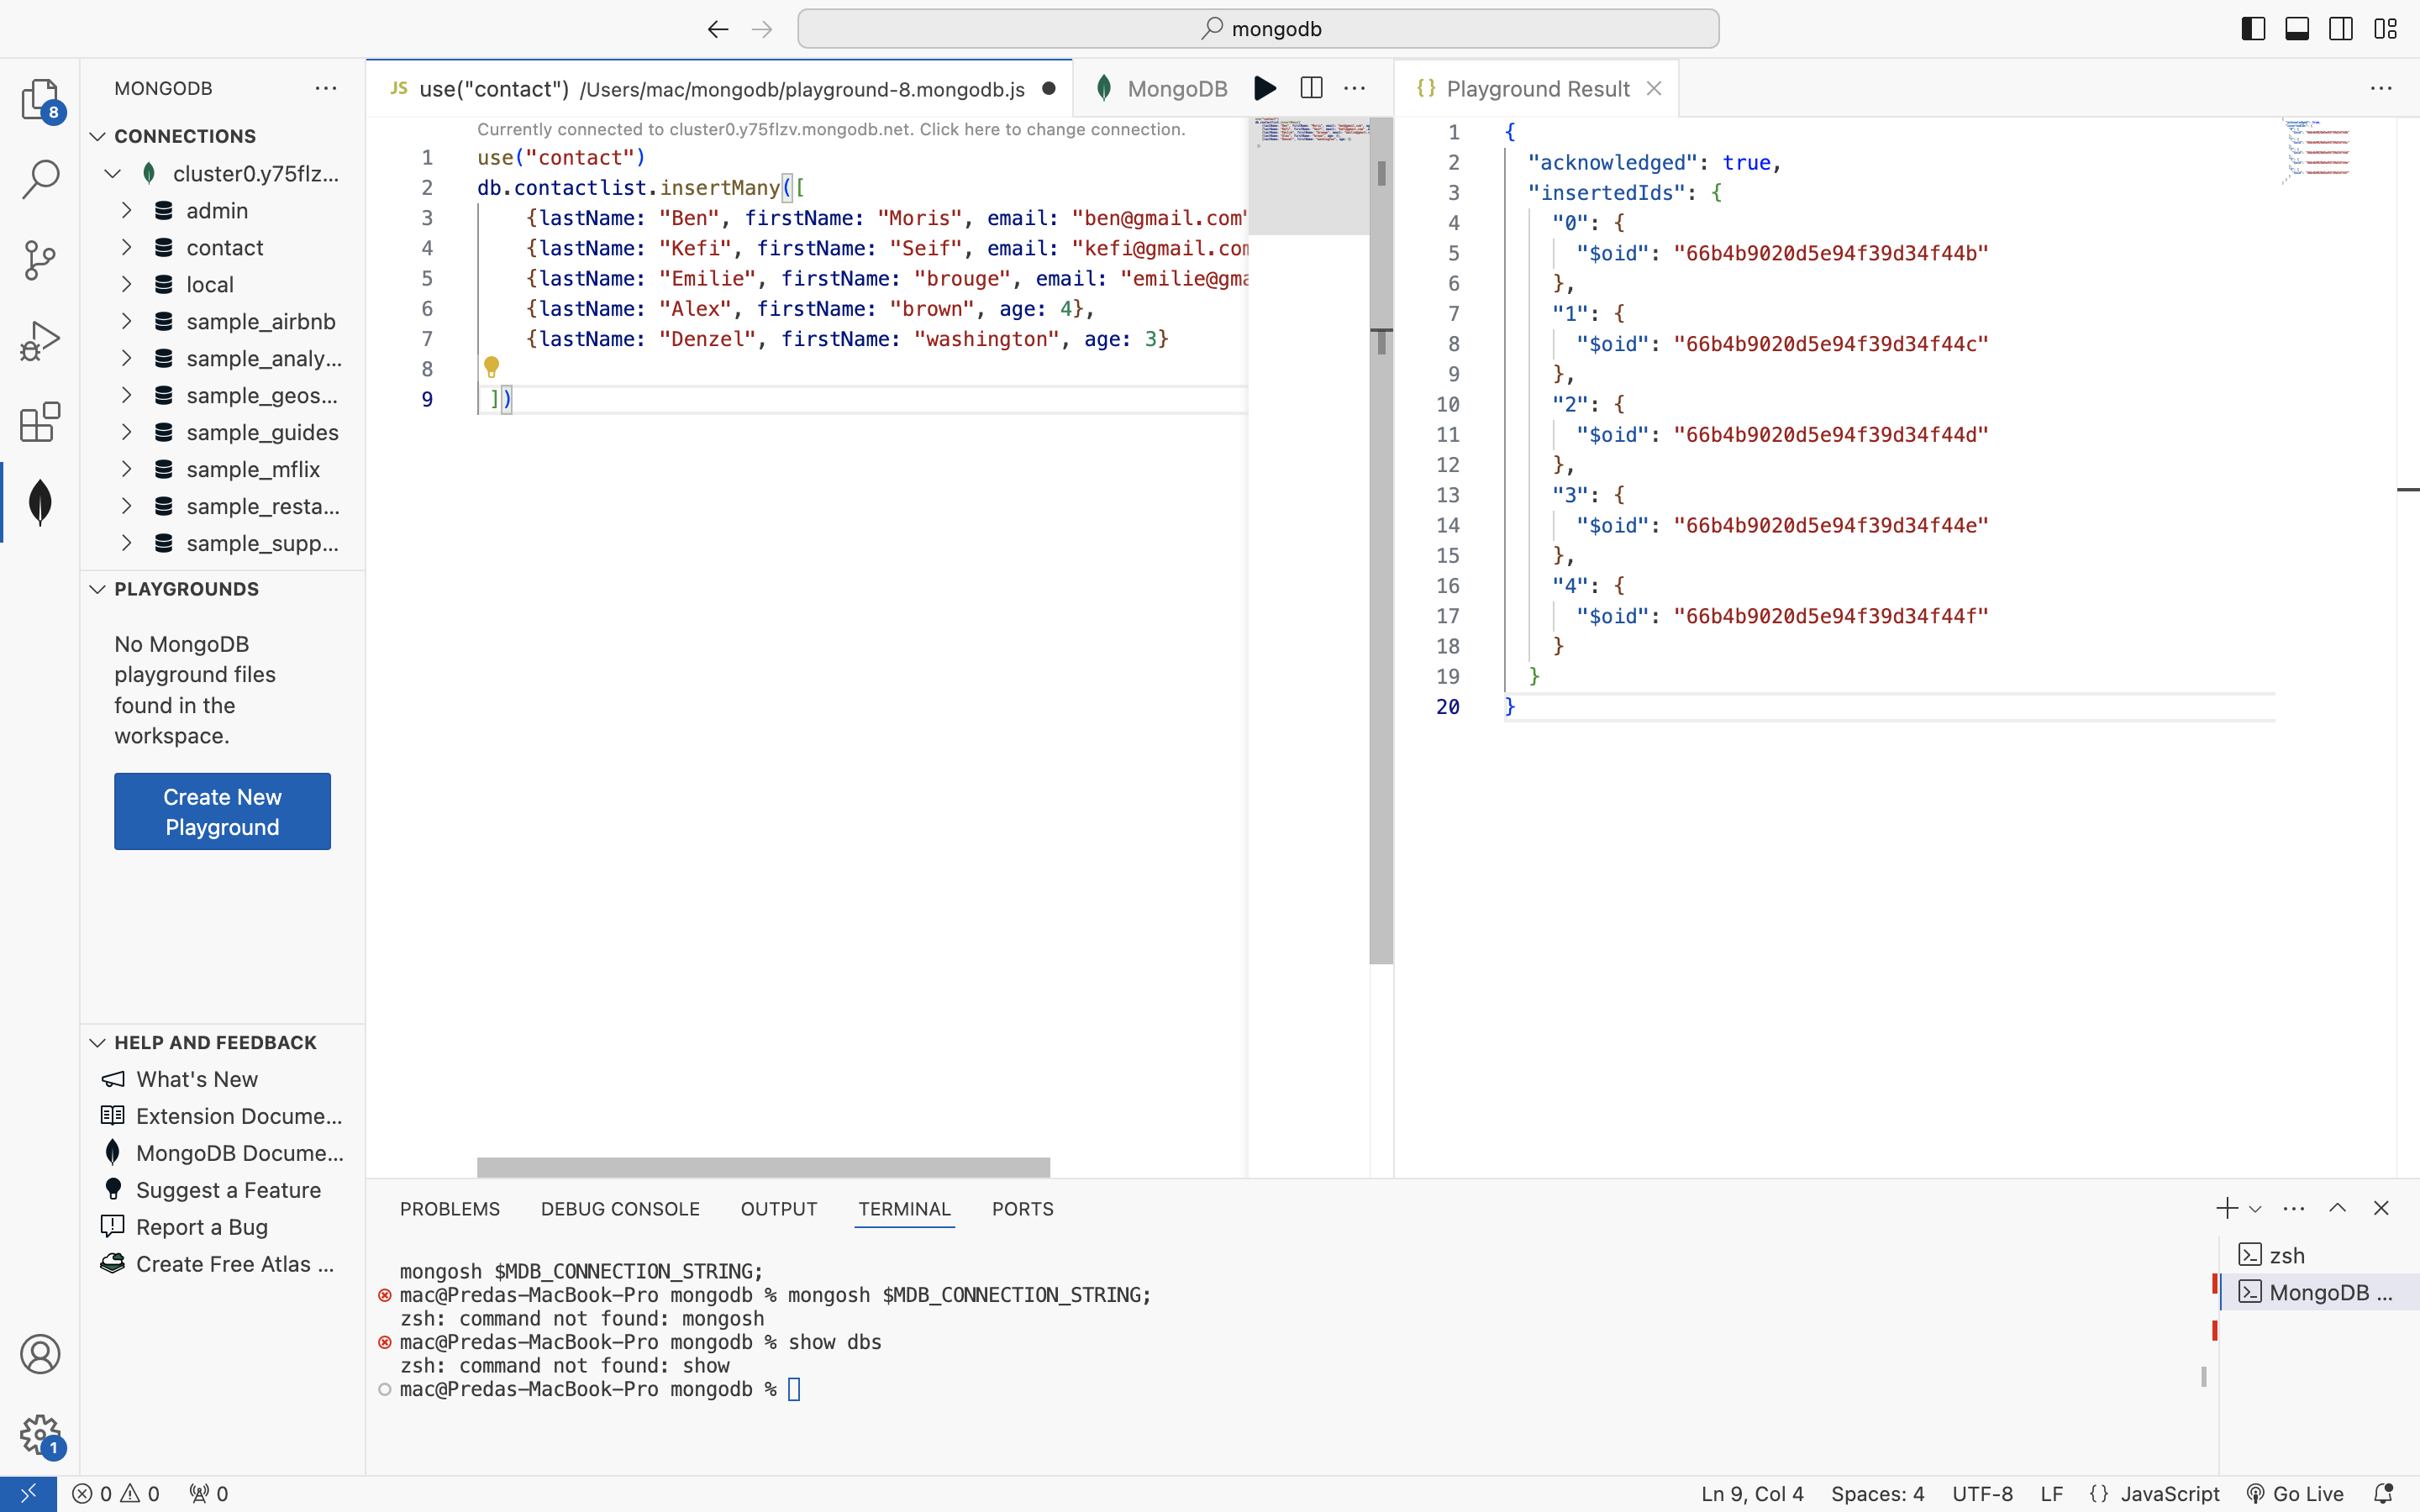 mongodb
MONGODB
CONNECTIONS
cluster0.y75flz...
admin
contact
local
sample_airbnb
sample_analy...
sample_geos...
sample_guides
sample_mflix
sample_resta...
sample_supp...
PLAYGROUNDS
No MongoDB
playground files
found in the
workspace.
Create New
Playground
HELP AND FEEDBACK
What's New
Extension Docume...
MongoDB Docume...
Suggest a Feature
Report a Bug
Create Free Atlas ...
8
1
JS use("contact") /Users/mac/mongodb/playground-8.mongodb.js
MongoDB
Currently connected to cluster0.y75flzv.mongodb.net. Click here to change connection.
1 use("contact")
2 db.contactlist.insertMany([
3 {lastName: "Ben", firstName: "Moris", email: "ben@gmail.com"
4 {lastName: "Kefi", firstName: "Seif", email: "kefi@gmail.com
5 {lastName: "Emilie", firstName: "brouge", email: "emilie@gma
6 {lastName: "Alex", firstName: "brown", age: 4},
7 {lastName: "Denzel", firstName: "washington", age: 3}
8
9 ])
{} Playground Result
1 {
2 "acknowledged": true,
3 "insertedIds": {
4 "0": {
5 "$oid": "66b4b9020d5e94f39d34f44b"
6 },
7 "1": {
8 "$oid": "66b4b9020d5e94f39d34f44c"
9 },
10 "2": {
11 "$oid": "66b4b9020d5e94f39d34f44d"
12 },
13 "3": {
14 "$oid": "66b4b9020d5e94f39d34f44e"
15 },
16 "4": {
17 "$oid": "66b4b9020d5e94f39d34f44f"
18 }
19 }
20 }
PROBLEMS DEBUG CONSOLE OUTPUT TERMINAL PORTS
mongosh $MDB_CONNECTION_STRING;
mac@Predas-MacBook-Pro mongodb % mongosh $MDB_CONNECTION_STRING;
zsh: command not found: mongosh
mac@Predas-MacBook-Pro mongodb % show dbs
zsh: command not found: show
mac@Predas-MacBook-Pro mongodb %
zsh
MongoDB ...
0 0 0
Ln 9, Col 4 Spaces: 4 UTF-8 LF {} JavaScript Go Live